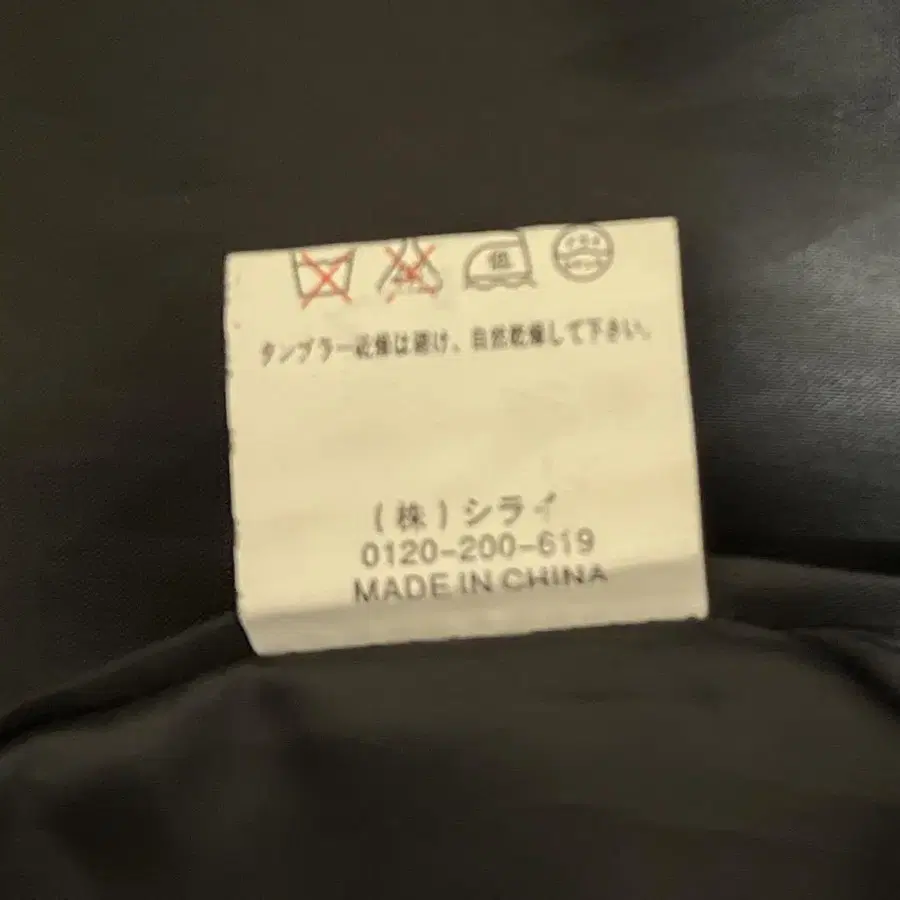 低
タンブラー乾燥は避け、自然乾燥して下さい。
(株)シライ
0120-200-619
MADE IN CHINA